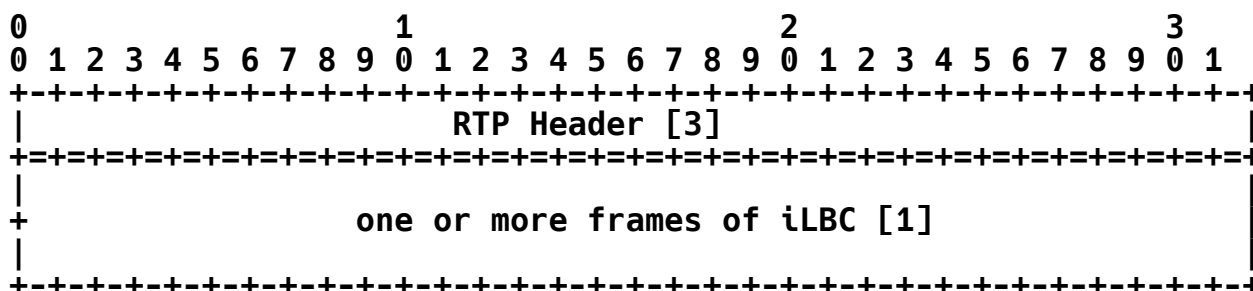 0                   1                   2                   3
0 1 2 3 4 5 6 7 8 9 0 1 2 3 4 5 6 7 8 9 0 1 2 3 4 5 6 7 8 9 0 1
+-+-+-+-+-+-+-+-+-+-+-+-+-+-+-+-+-+-+-+-+-+-+-+-+-+-+-+-+-+-+-+-+
|                      RTP Header [3]                           |
+=+=+=+=+=+=+=+=+=+=+=+=+=+=+=+=+=+=+=+=+=+=+=+=+=+=+=+=+=+=+=+=+
|                                                               |
+                 one or more frames of iLBC [1]                |
|                                                               |
+-+-+-+-+-+-+-+-+-+-+-+-+-+-+-+-+-+-+-+-+-+-+-+-+-+-+-+-+-+-+-+-+